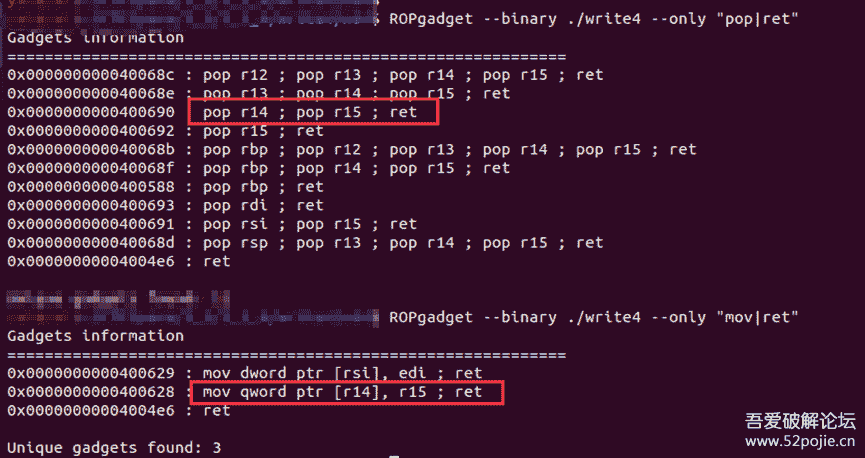 ROPgadget --binary ./write4 --only "pop|ret"
Gadgets information
============================================================
0x000000000040068c : pop r12 ; pop r13 ; pop r14 ; pop r15 ; ret
0x000000000040068e : pop r13 ; pop r14 ; pop r15 ; ret
0x0000000000400690 : pop r14 ; pop r15 ; ret
0x0000000000400692 : pop r15 ; ret
0x000000000040068b : pop rbp ; pop r12 ; pop r13 ; pop r14 ; pop r15 ; ret
0x000000000040068f : pop rbp ; pop r14 ; pop r15 ; ret
0x0000000000400588 : pop rbp ; ret
0x0000000000400693 : pop rdi ; ret
0x0000000000400691 : pop rsi ; pop r15 ; ret
0x000000000040068d : pop rsp ; pop r13 ; pop r14 ; pop r15 ; ret
0x00000000004004e6 : ret
ROPgadget --binary ./write4 --only "mov|ret"
Gadgets information
============================================================
0x0000000000400629 : mov dword ptr [rsi], edi ; ret
0x0000000000400628 : mov qword ptr [r14], r15 ; ret
0x00000000004004e6 : ret
Unique gadgets found: 3
吾爱破解论坛
www.52pojie.cn